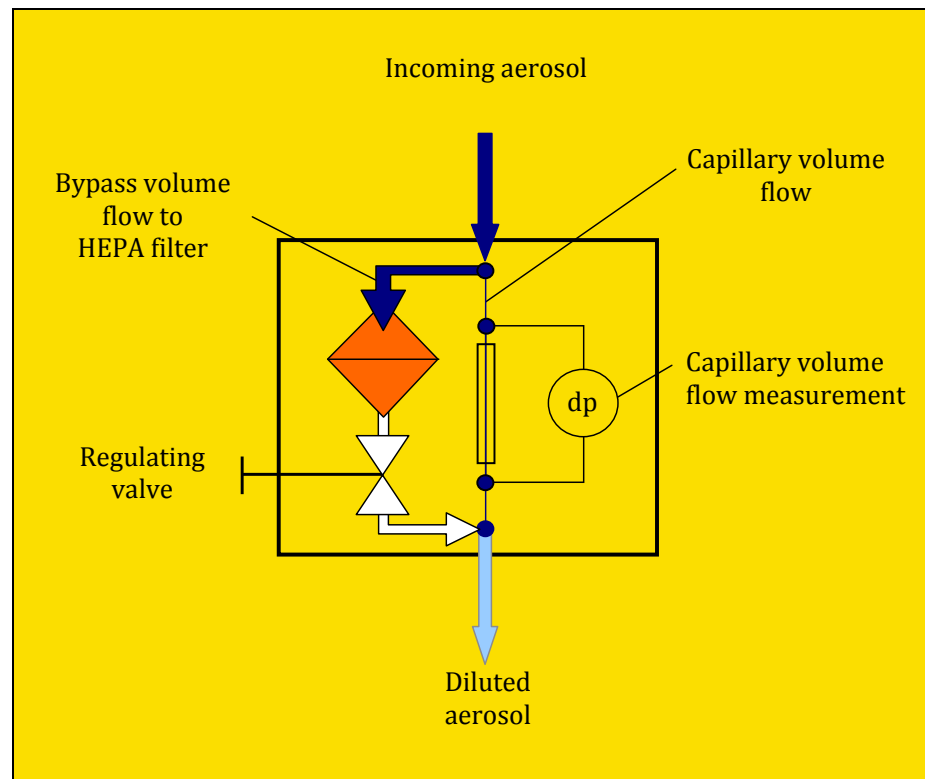 Incoming aerosol
Bypass volume
flow to
HEPA filter
Capillary volume
flow
dp
Capillary volume
flow measurement
Regulating
valve
Diluted
aerosol